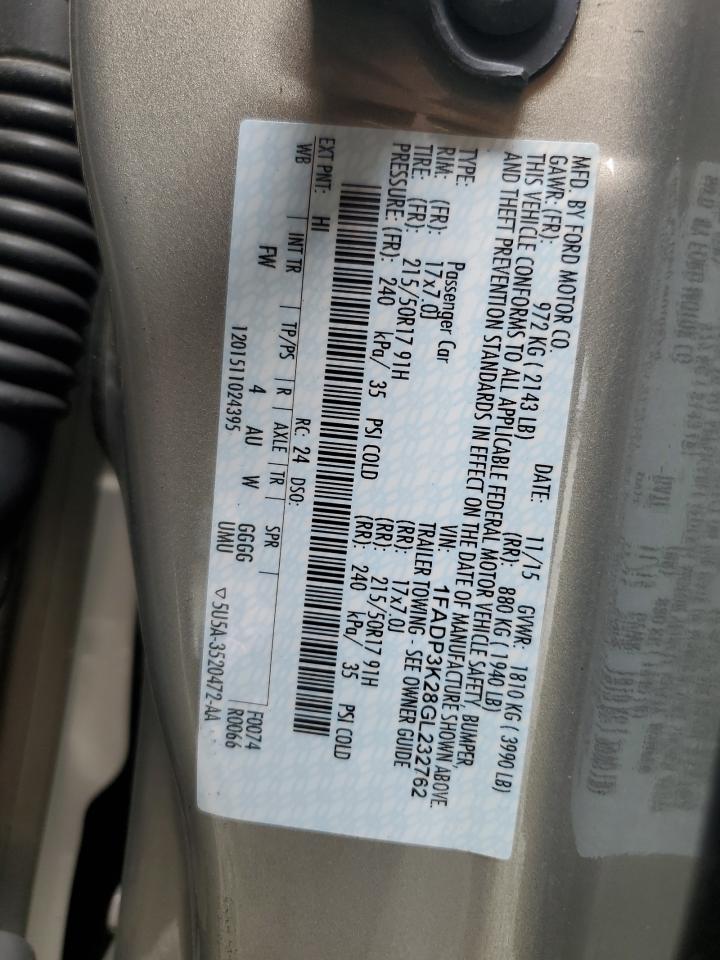 MFD. BY FORD MOTOR CO.
DATE: 11/15 GVWR: 1810 KG ( 3990 LB)
GAWR: (FR): 972 KG ( 2143 LB) (RR): 880 KG ( 1940 LB)
THIS VEHICLE CONFORMS TO ALL APPLICABLE FEDERAL MOTOR VEHICLE SAFETY, BUMPER,
AND THEFT PREVENTION STANDARDS IN EFFECT ON THE DATE OF MANUFACTURE SHOWN ABOVE.
VIN: 1FADP3K28GL232762
TYPE: Passenger Car TRAILER TOWING - SEE OWNER GUIDE
RIM: (FR): 17x7.0J (RR): 17x7.0J
TIRE: (FR): 215/50R17 91H (RR): 215/50R17 91H
PRESSURE: (FR): 240 kPa/ 35 PSI COLD (RR): 240 kPa/ 35 PSI COLD
EXT PNT: HI RC: 24 DSO:
WB INT TR TP/PS R AXLE TR SPR
FW 4 AU W GGGG F0074
1201511024395 UMU R0066
▽5U5A-3520472-AA